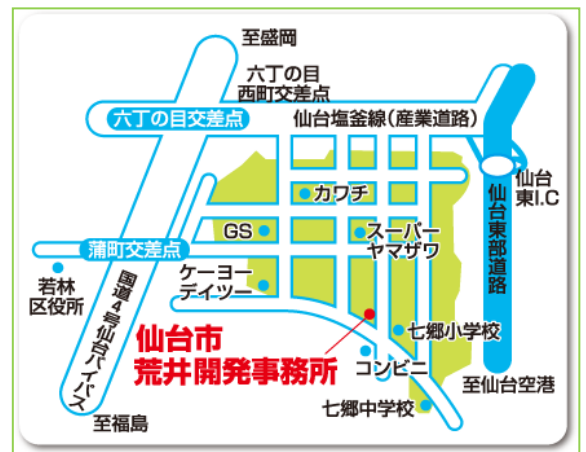 至盛岡
六丁の目
西町交差点
六丁の目交差点
仙台塩釜線(産業道路)
仙台
東I.C
カワチ
仙台東部道路
GS
スーパー
ヤマザワ
蒲町交差点
若林
区役所
ケーヨー
デイツー
国道4号仙台バイパス
仙台市
荒井開発事務所
七郷小学校
コンビニ
至仙台空港
七郷中学校
至福島